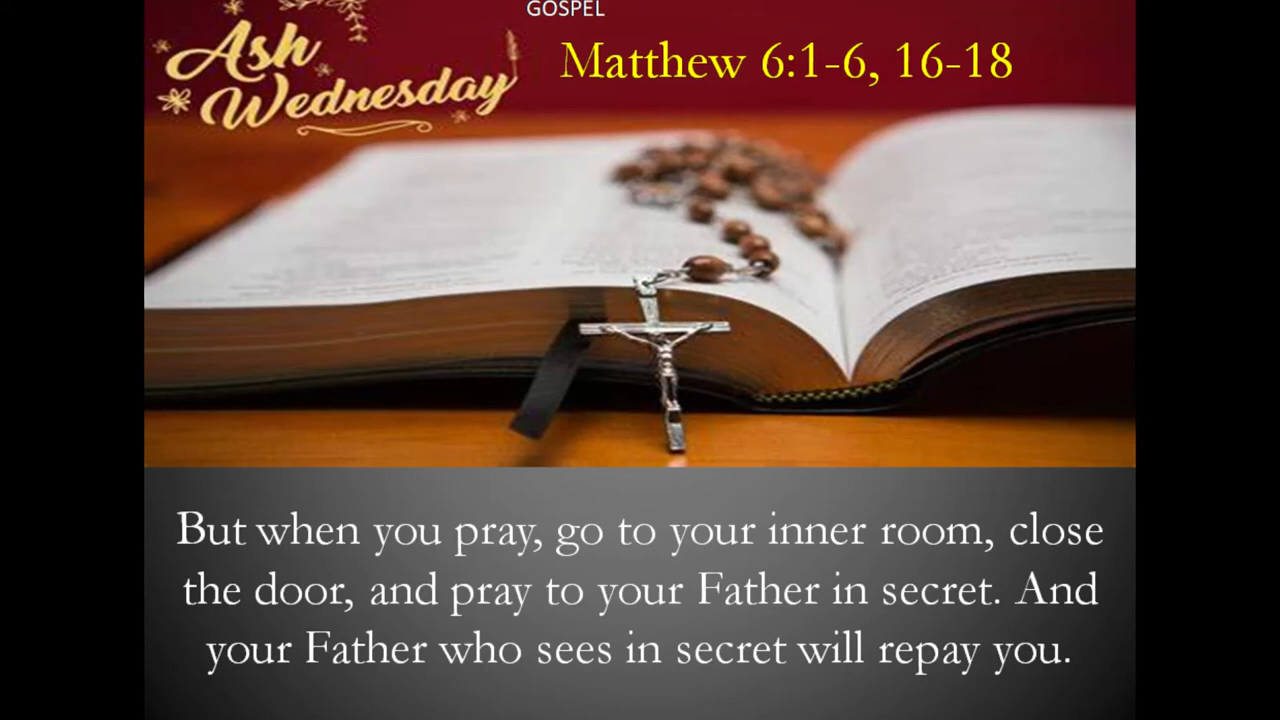 GOSPEL
Ash
Wednesday
Matthew 6:1-6, 16-18
But when you pray, go to your inner room, close
the door, and pray to your Father in secret. And
your Father who sees in secret will repay you.